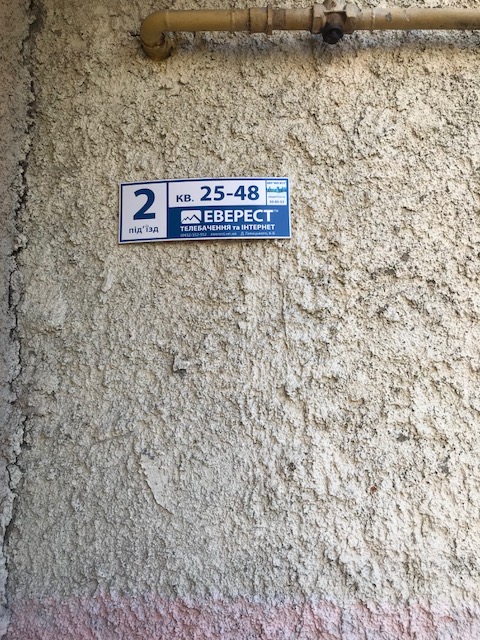 2
під'їзд
кв. 25-48
ЕВЕРЕСТ
ТЕЛЕБАЧЕННЯ та ІНТЕРНЕТ